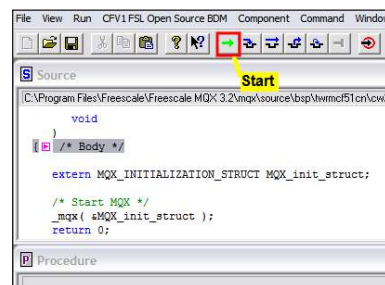 File View Run CFV1 FSL Open Source BDM Component Command Window
Start
S Source
C:\Program Files\Freescale\Freescale MQX 3.2\mqx\source\bsp\twrmcf51cn\cw
void
)
{ /* Body */
extern MQX_INITIALIZATION_STRUCT MQX_init_struct;
/* Start MQX */
_mqx( &MQX_init_struct );
return 0;
P Procedure